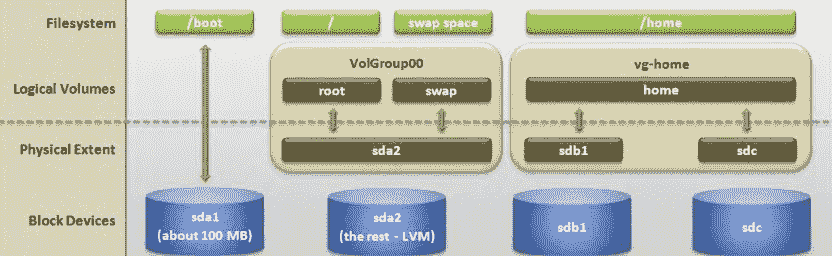 Filesystem
/boot
/
swap space
/home
VolGroup00
vg-home
Logical Volumes
root
swap
home
Physical Extent
sda2
sdb1
sdc
Block Devices
sda1
(about 100 MB)
sda2
(the rest - LVM)
sdb1
sdc